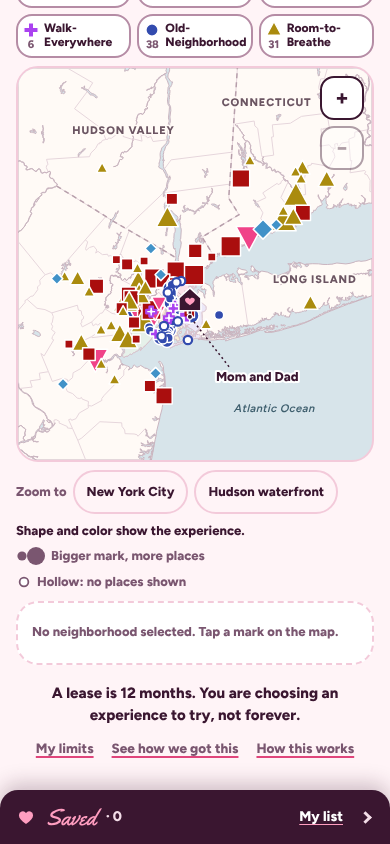 Walk-
Everywhere
6
Old-
Neighborhood
38
Room-to-
Breathe
31
CONNECTICUT
+
HUDSON VALLEY
−
LONG ISLAND
Mom and Dad
Atlantic Ocean
Zoom to
New York City
Hudson waterfront
Shape and color show the experience.
Bigger mark, more places
Hollow: no places shown
No neighborhood selected. Tap a mark on the map.
A lease is 12 months. You are choosing an
experience to try, not forever.
My limits
See how we got this
How this works
Saved · 0
My list